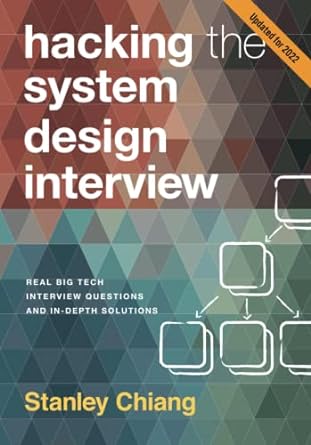 hacking the
system
design
interview
Updated for 2022
REAL BIG TECH
INTERVIEW QUESTIONS
AND IN-DEPTH SOLUTIONS
Stanley Chiang